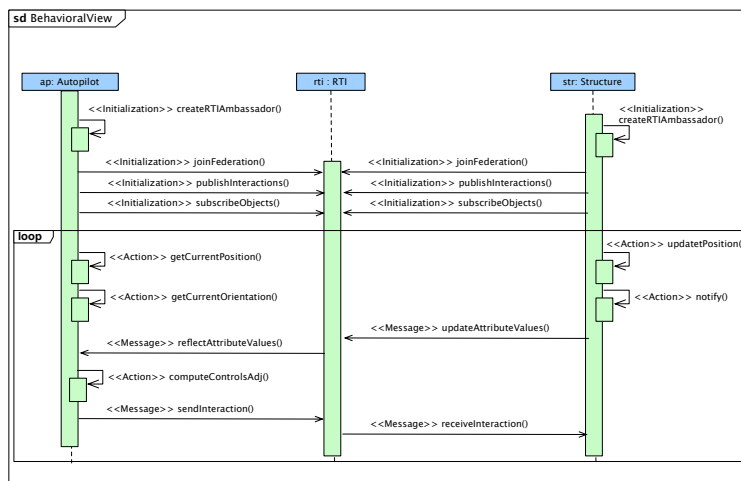 sd BehavioralView
ap: Autopilot
rti : RTI
str: Structure
<<Initialization>> createRTIAmbassador()
<<Initialization>>
createRTIAmbassador()
<<Initialization>> joinFederation()
<<Initialization>> joinFederation()
<<Initialization>> publishInteractions()
<<Initialization>> publishInteractions()
<<Initialization>> subscribeObjects()
<<Initialization>> subscribeObjects()
loop
<<Action>> getCurrentPosition()
<<Action>> updatetPosition()
<<Action>> getCurrentOrientation()
<<Action>> notify()
<<Message>> updateAttributeValues()
<<Message>> reflectAttributeValues()
<<Action>> computeControlsAdj()
<<Message>> sendInteraction()
<<Message>> receiveInteraction()